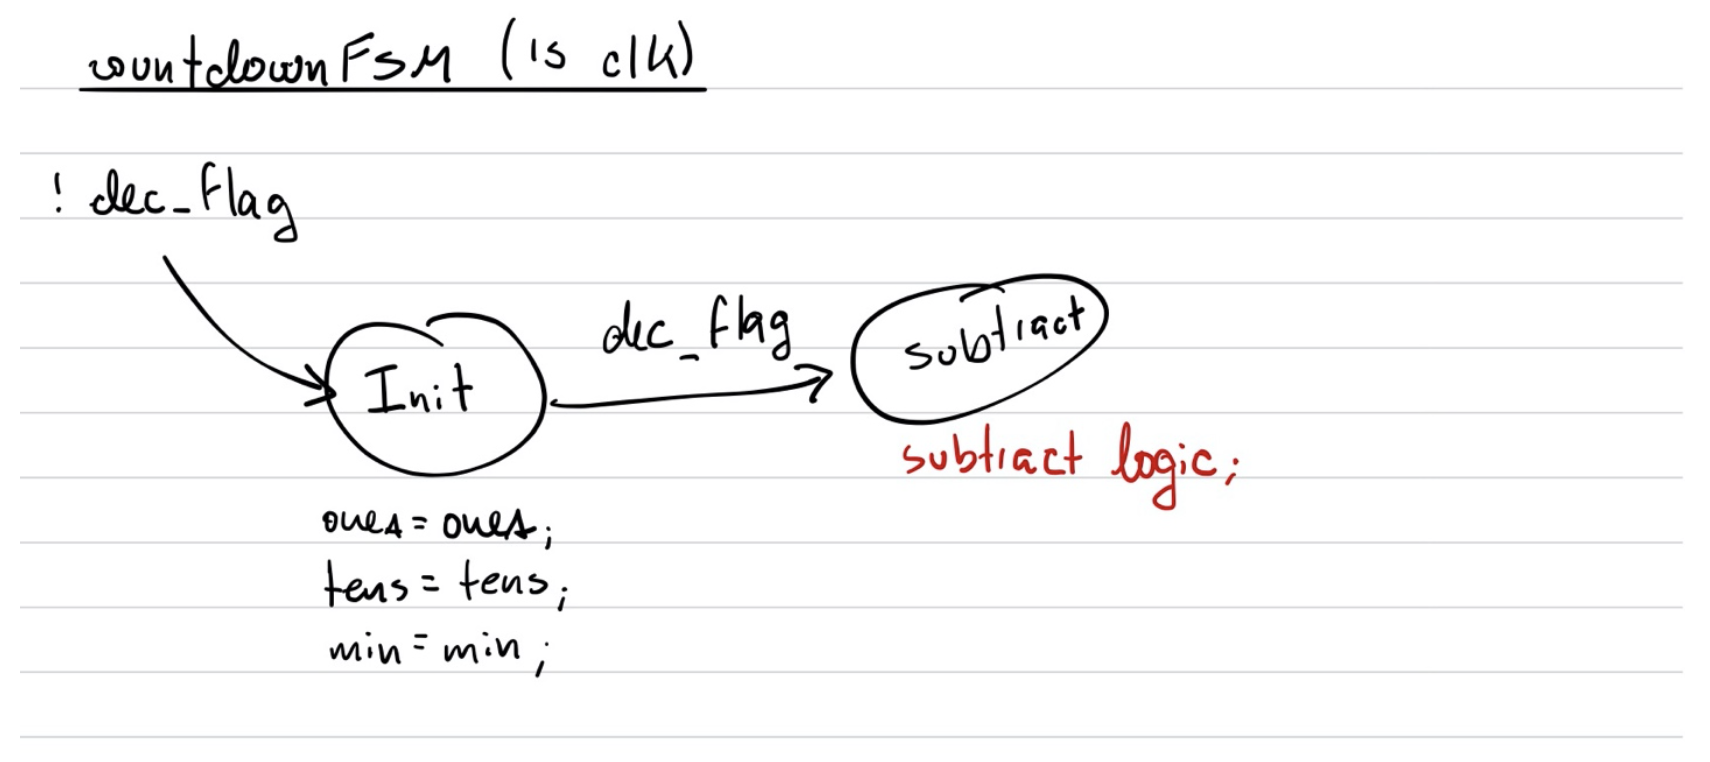 countdownFSM (1s clk)
! dec_flag
dec_flag
subtract
Init
subtract logic;
ones = ones;
tens = tens;
min = min;